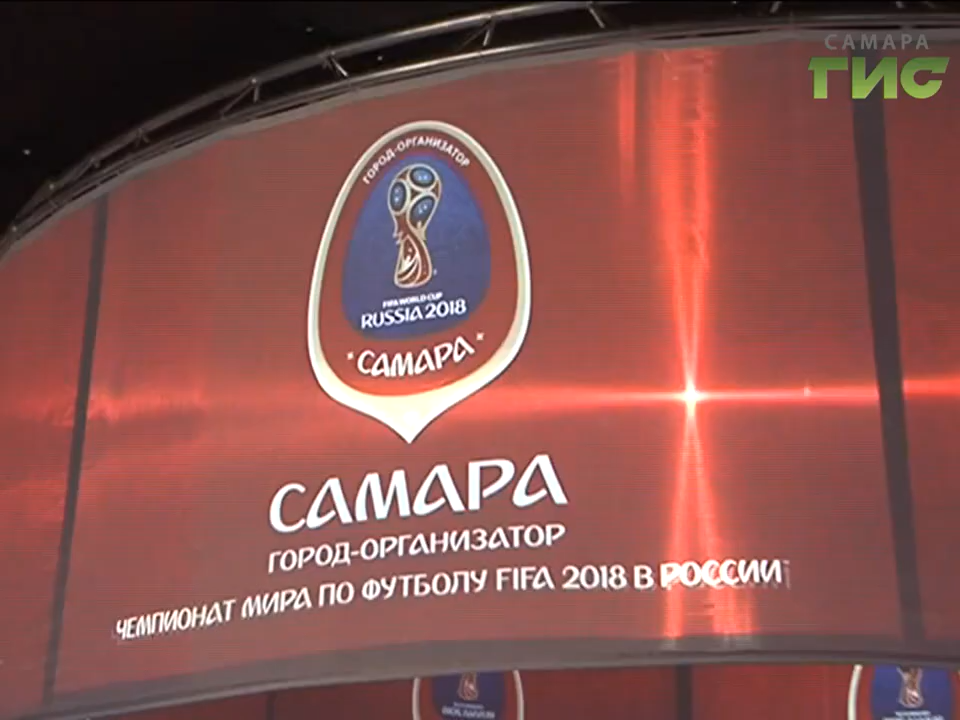 САМАРА
ГИС
ГОРОД-ОРГАНИЗАТОР
FIFA WORLD CUP
RUSSIA 2018
САМАРА
САМАРА
ГОРОД-ОРГАНИЗАТОР
ЧЕМПИОНАТ МИРА ПО ФУТБОЛУ FIFA 2018 В РОССИИ